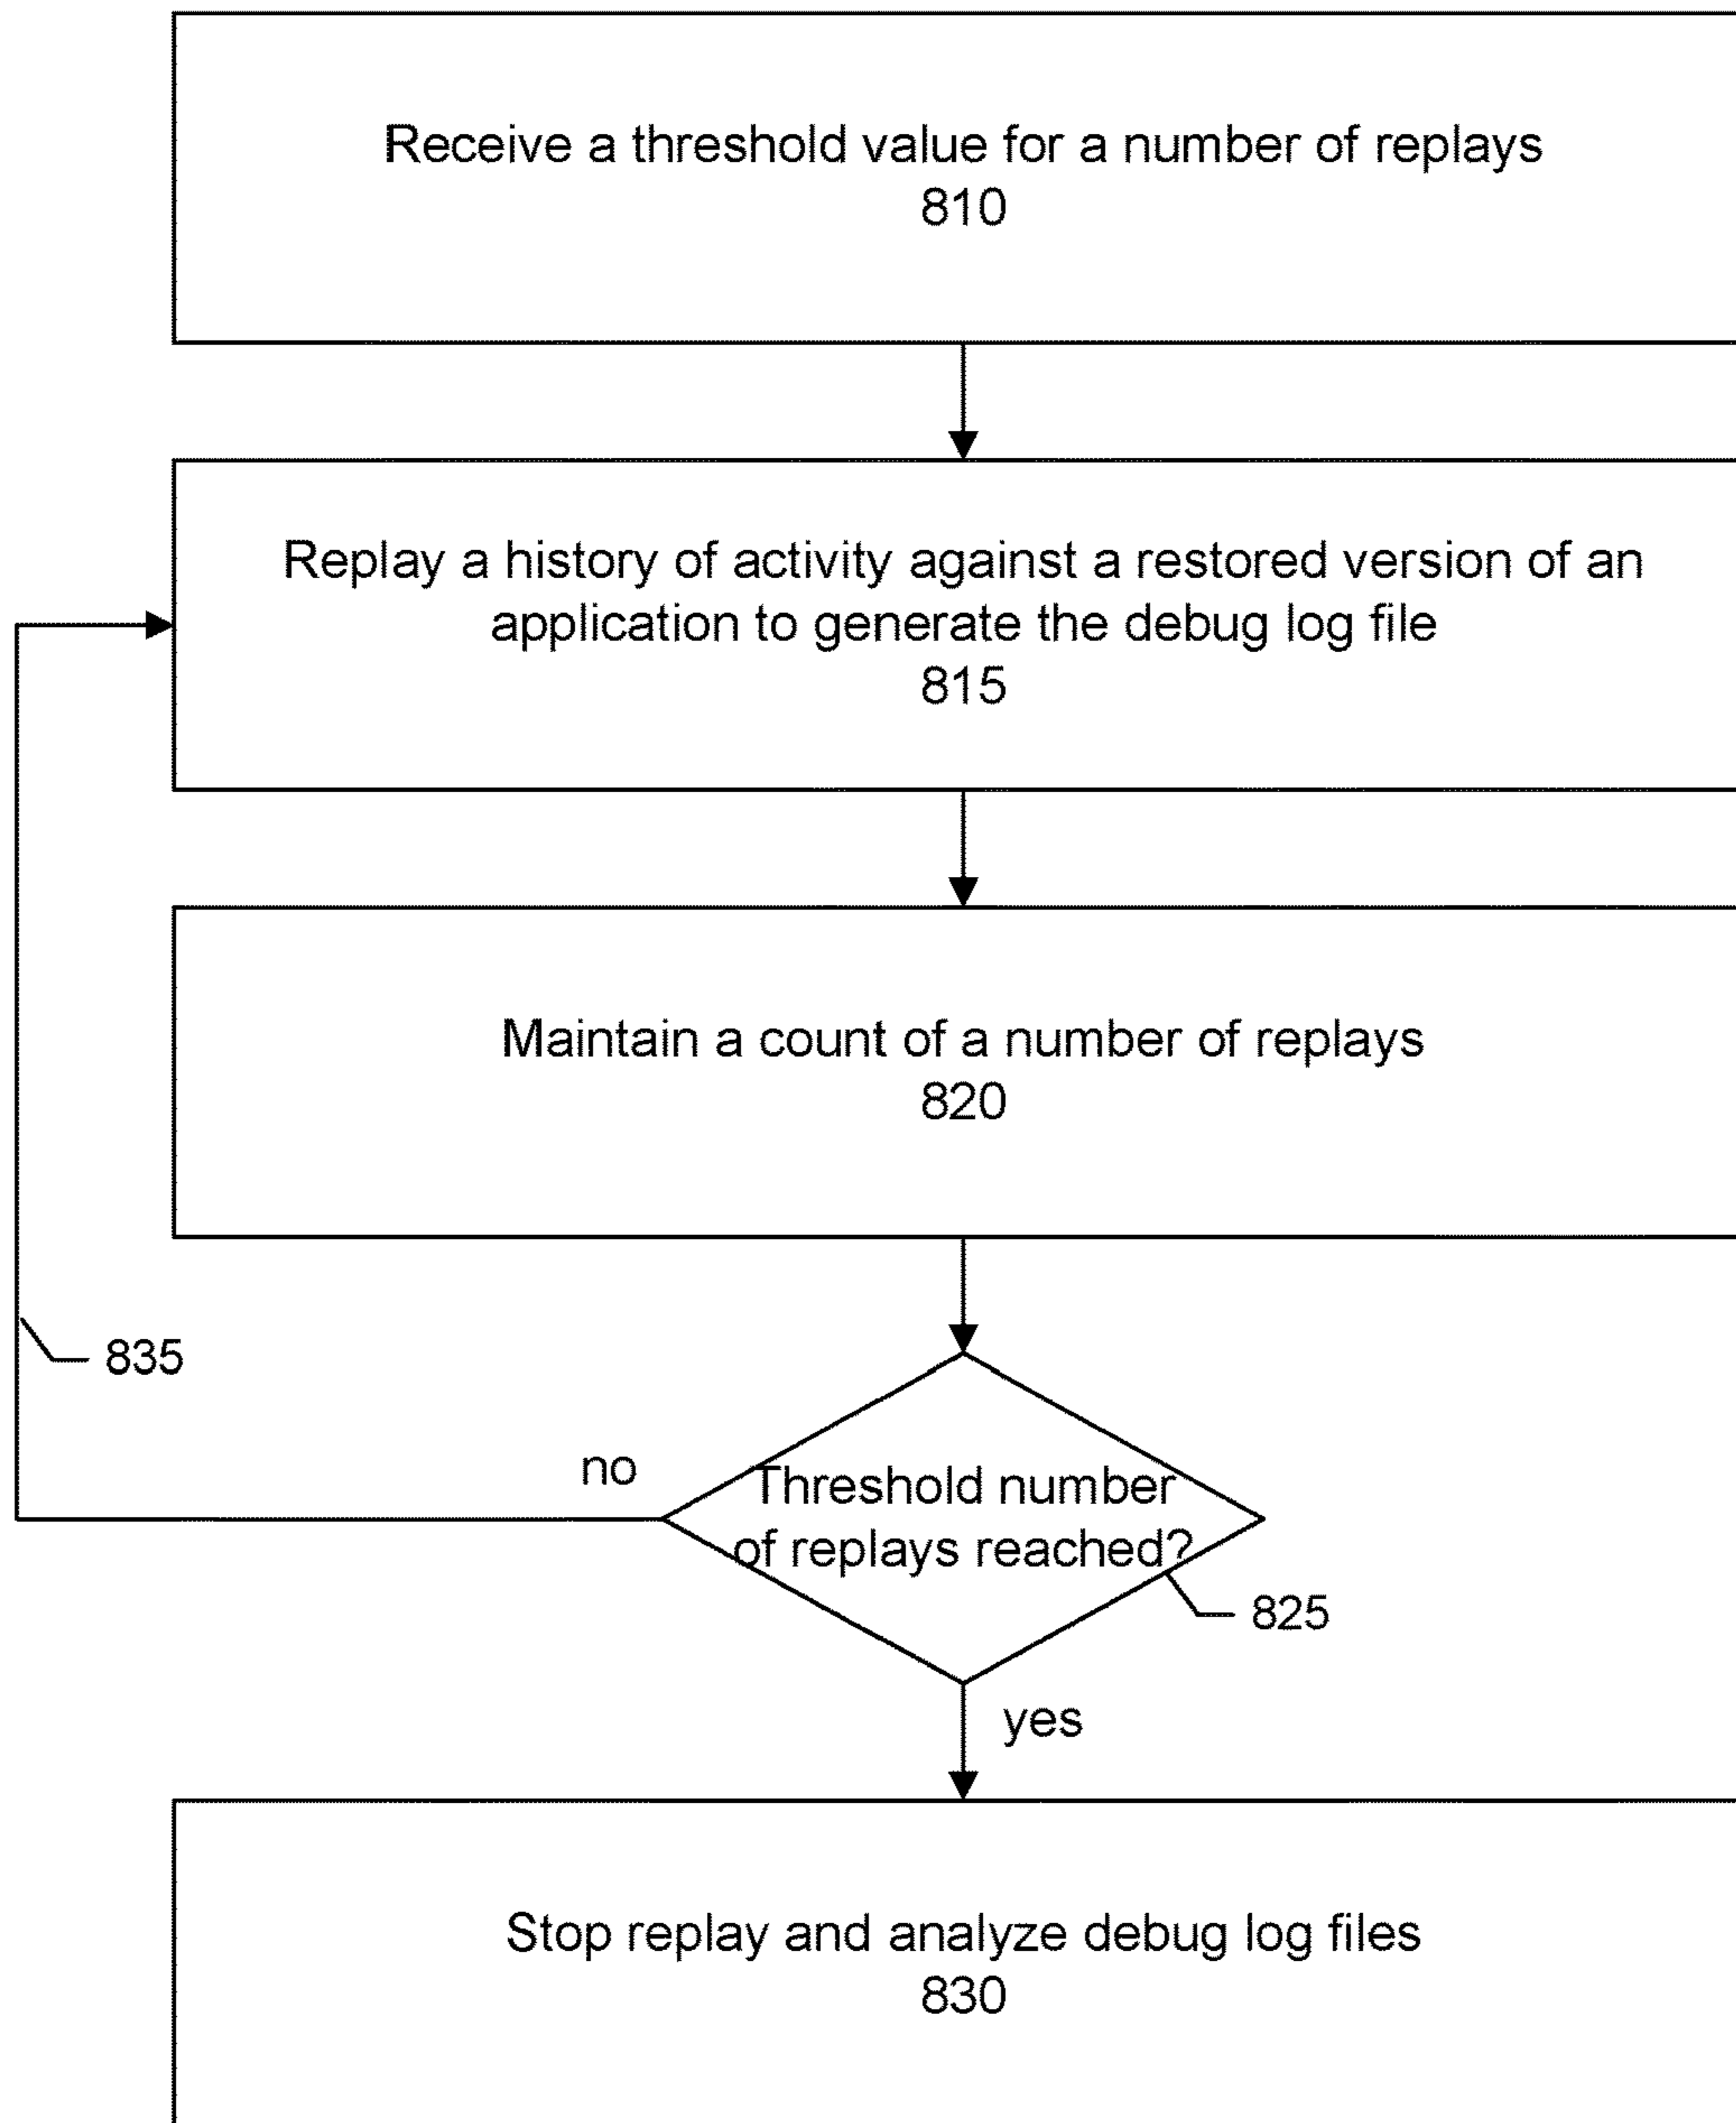 Receive a threshold value for a number of replays
810
Replay a history of activity against a restored version of an
application to generate the debug log file
815
Maintain a count of a number of replays
820
835
no
Threshold number
of replays reached?
825
yes
Stop replay and analyze debug log files
830